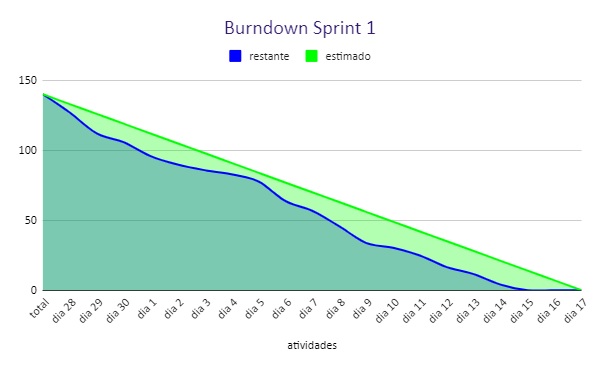 Burndown Sprint 1
restante estimado
150
100
50
0
total dia 28 dia 29 dia 30 dia 1 dia 2 dia 3 dia 4 dia 5 dia 6 dia 7 dia 8 dia 9 dia 10 dia 11 dia 12 dia 13 dia 14 dia 15 dia 16 dia 17
atividades